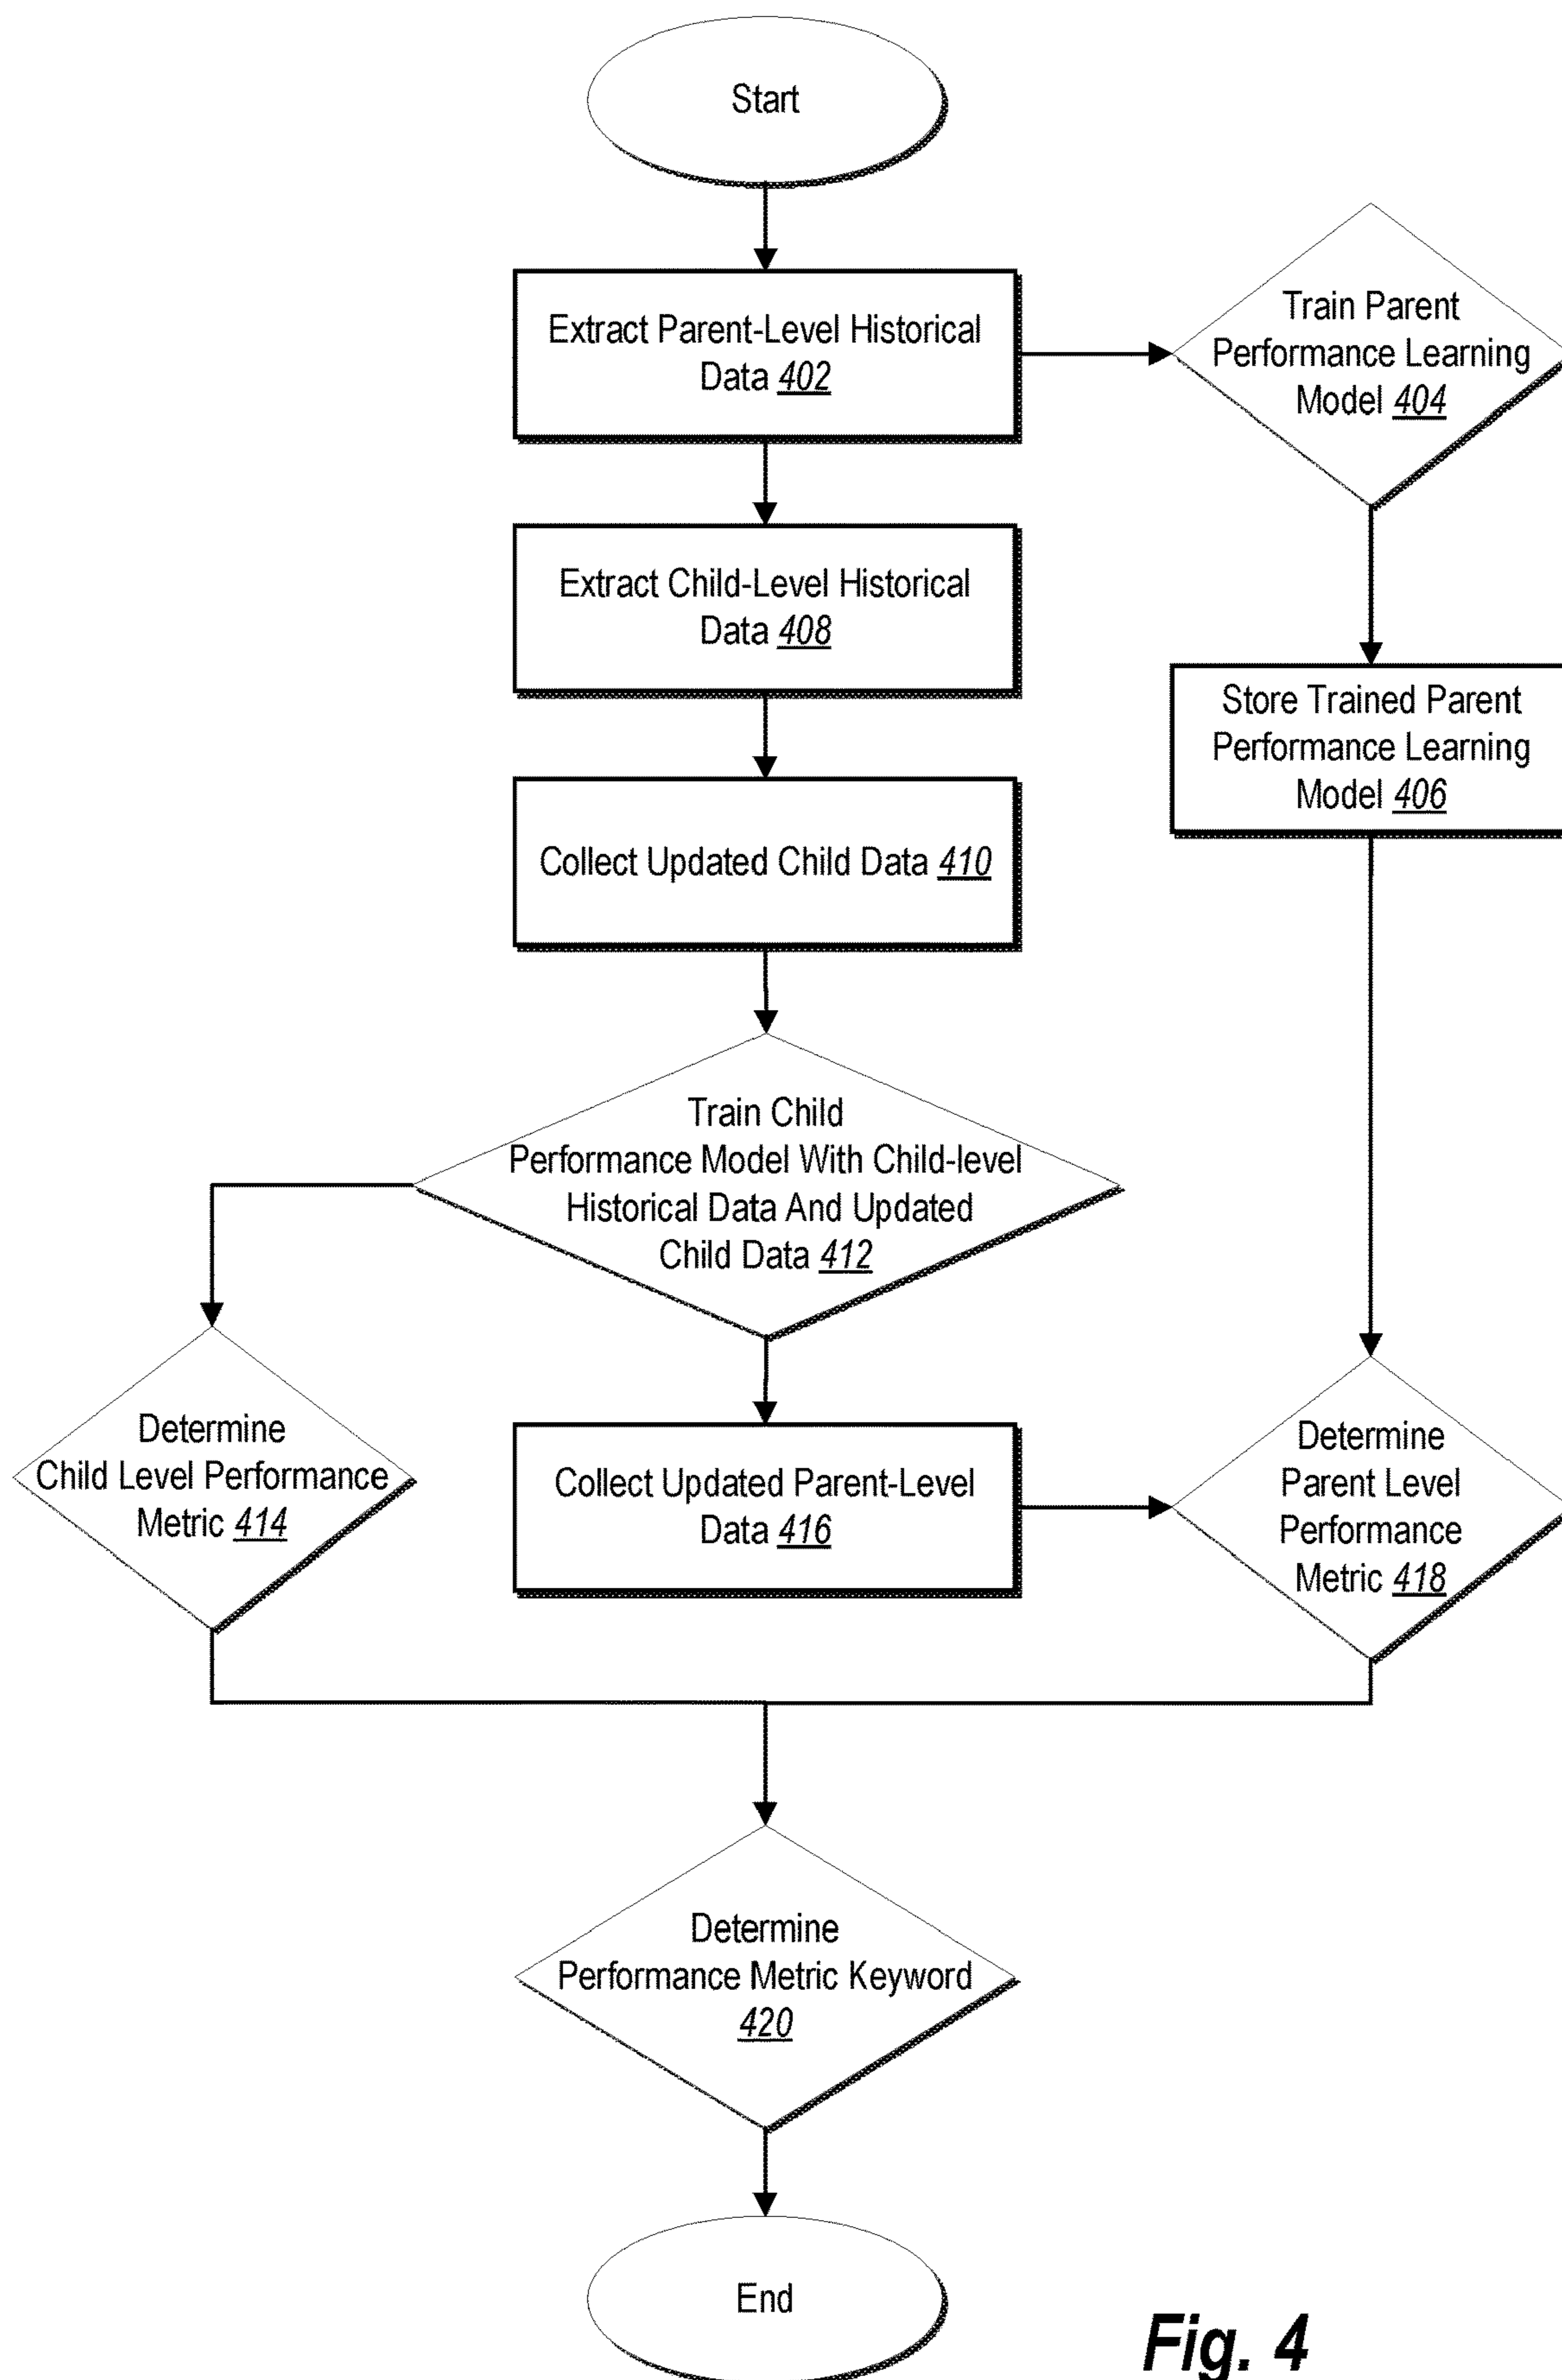 Start
Extract Parent-Level Historical
Data 402
Train Parent
Performance Learning
Model 404
Extract Child-Level Historical
Data 408
Store Trained Parent
Performance Learning
Model 406
Collect Updated Child Data 410
Train Child
Performance Model With Child-level
Historical Data And Updated
Child Data 412
Determine
Child Level Performance
Metric 414
Collect Updated Parent-Level
Data 416
Determine
Parent Level
Performance
Metric 418
Determine
Performance Metric Keyword
420
End
Fig. 4